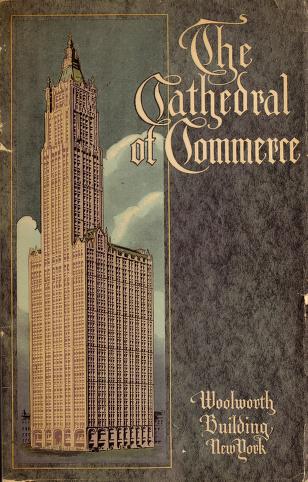 The
Cathedral
of Commerce
Woolworth
Building
New York